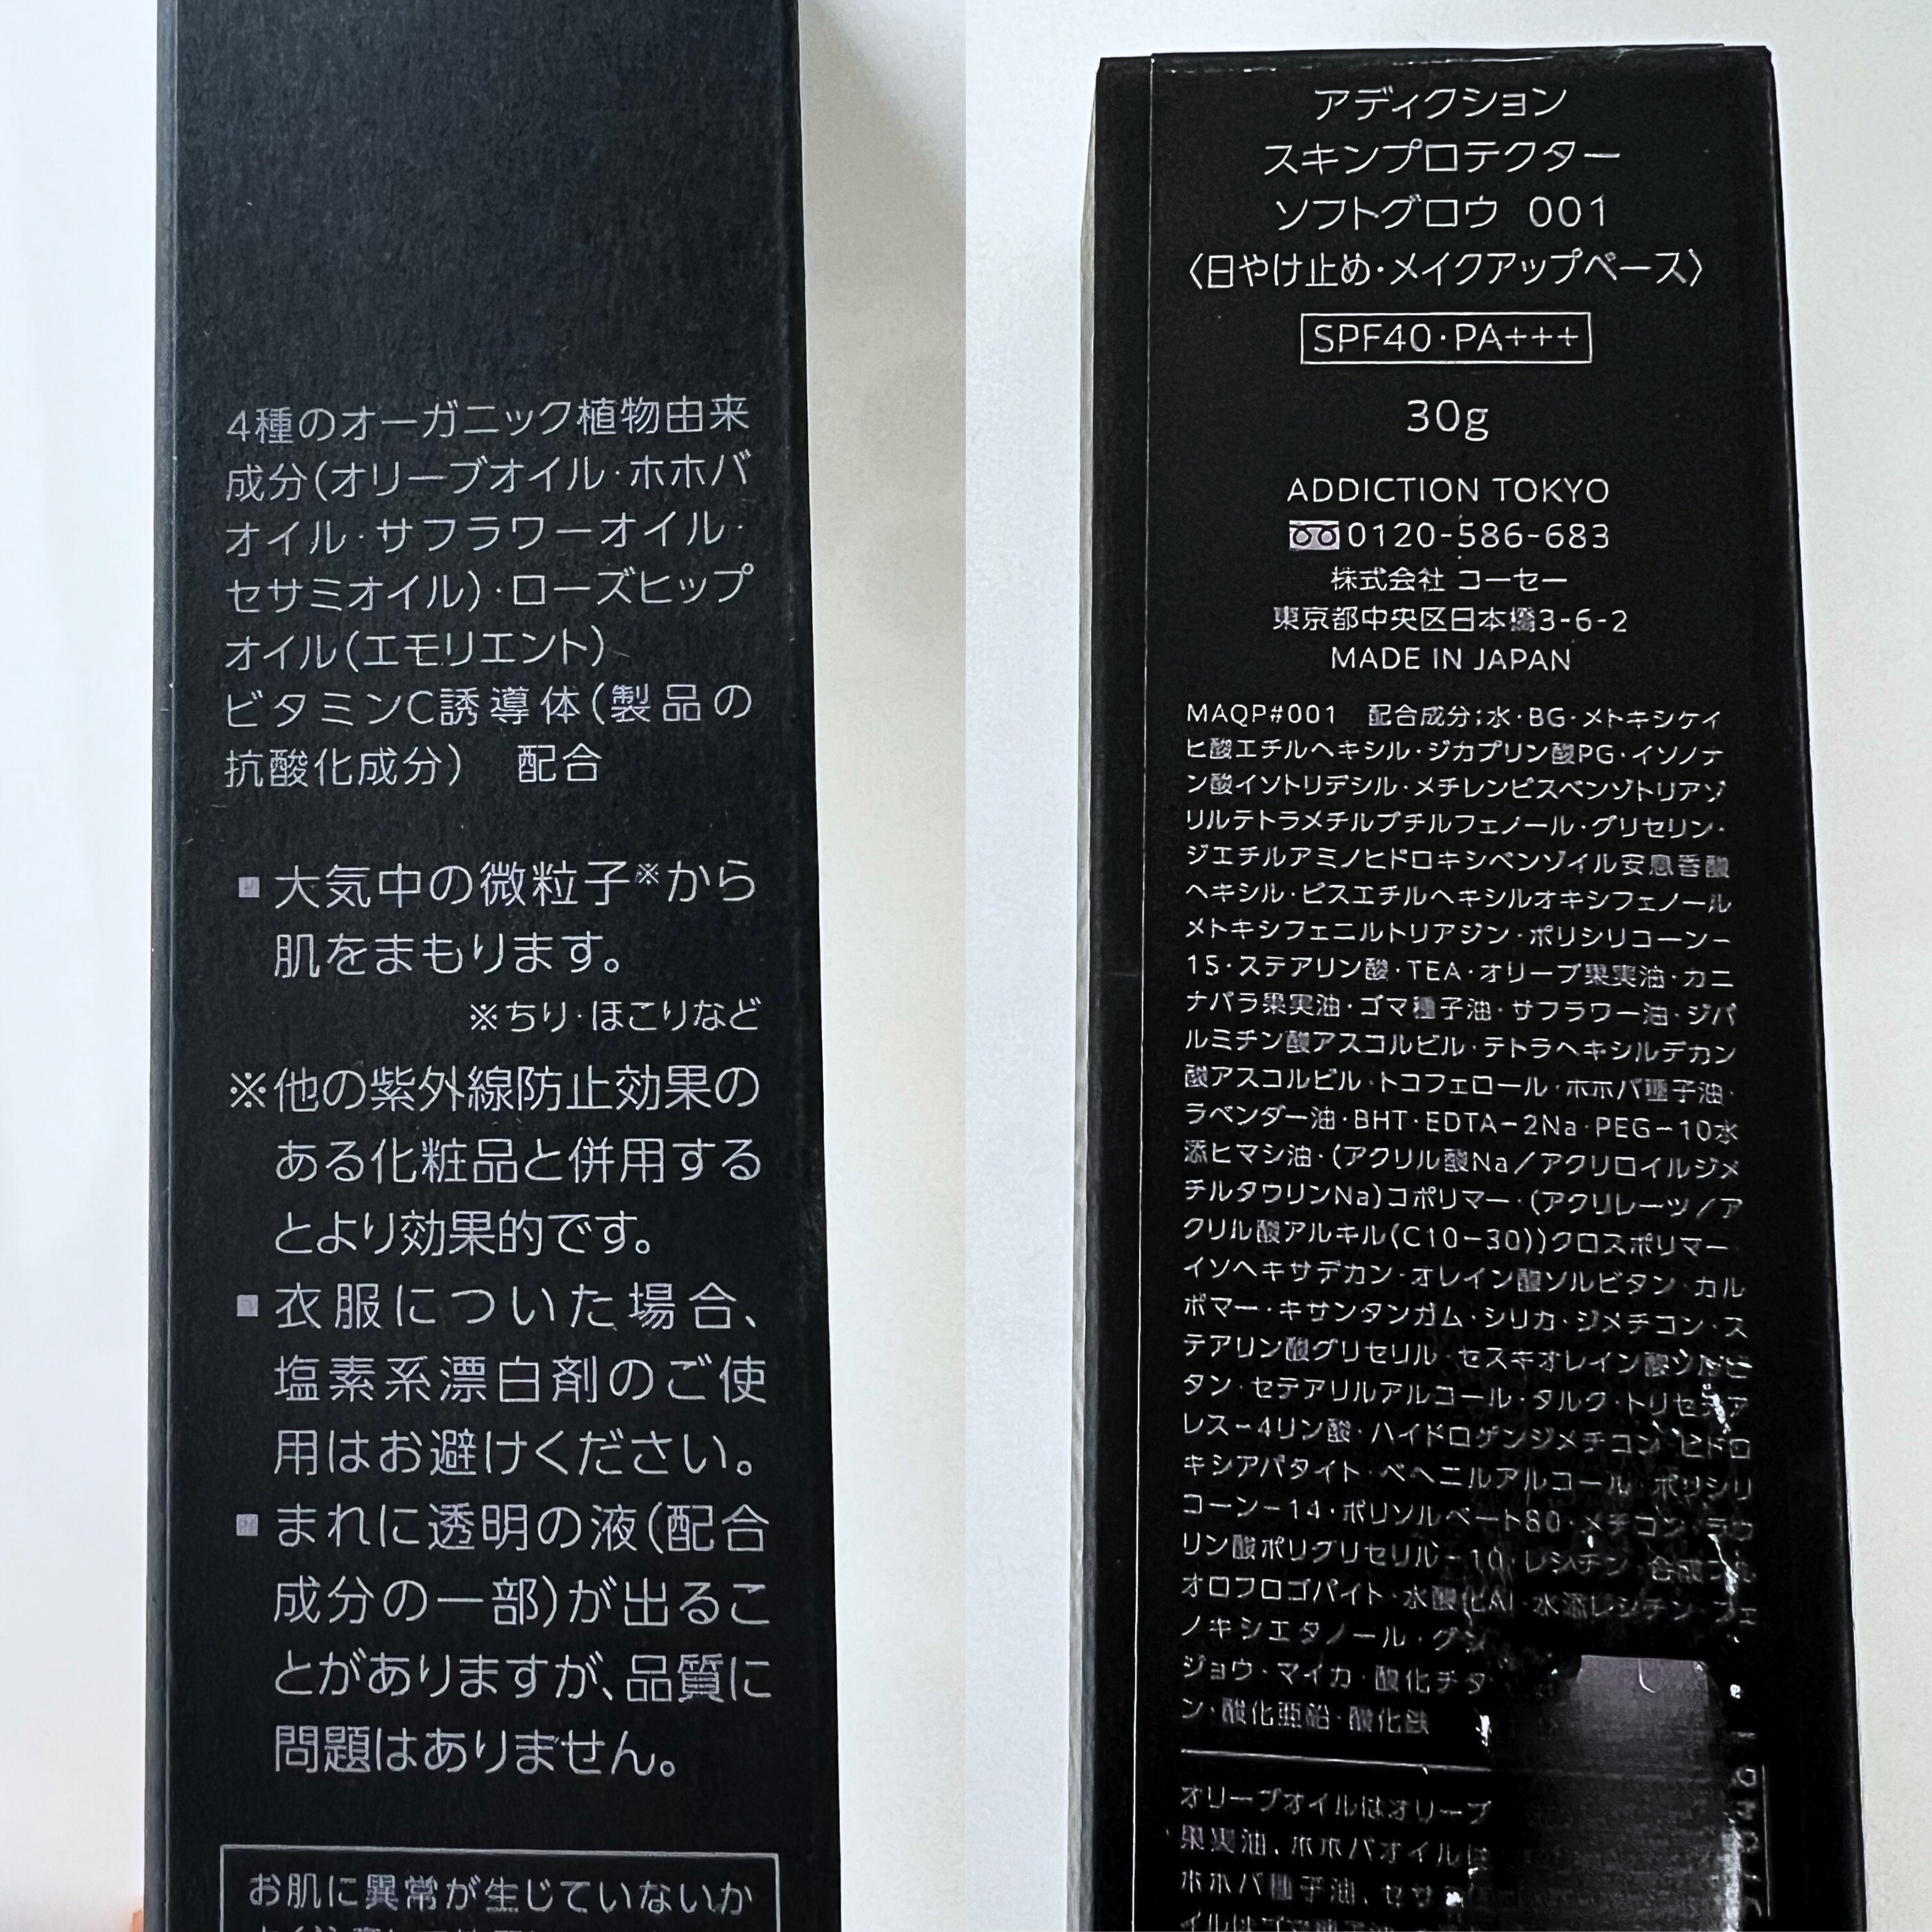 4種のオーガニック植物由来
成分(オリーブオイル・ホホバ
オイル・サフラワーオイル・
セサミオイル)・ローズヒップ
オイル(エモリエント)
ビタミンC誘導体(製品の
抗酸化成分) 配合
■大気中の微粒子※から
肌をまもります。
※ちり・ほこりなど
※他の紫外線防止効果の
ある化粧品と併用する
とより効果的です。
■衣服についた場合、
塩素系漂白剤のご使
用はお避けください。
■まれに透明の液(配合
成分の一部)が出るこ
とがありますが、品質に
問題はありません。
お肌に異常が生じていないか
アディクション
スキンプロテクター
ソフトグロウ 001
〈日やけ止め・メイクアップベース〉
SPF40・PA+++
30g
ADDICTION TOKYO
0120-586-683
株式会社 コーセー
東京都中央区日本橋3-6-2
MADE IN JAPAN
MAQP#001 配合成分;水・BG・メトキシケイ
ヒ酸エチルヘキシル・ジカプリン酸PG・イソノナ
ン酸イソトリデシル・メチレンビスベンゾトリアゾ
リルテトラメチルブチルフェノール・グリセリン・
ジエチルアミノヒドロキシベンゾイル安息香酸
ヘキシル・ビスエチルヘキシルオキシフェノール
メトキシフェニルトリアジン・ポリシリコーン−
15・ステアリン酸・TEA・オリーブ果実油・カニ
ナバラ果実油・ゴマ種子油・サフラワー油・ジパ
ルミチン酸アスコルビル・テトラヘキシルデカン
酸アスコルビル・トコフェロール・ホホバ種子油・
ラベンダー油・BHT・EDTA−2Na・PEG−10水
添ヒマシ油・(アクリル酸Na/アクリロイルジメ
チルタウリンNa)コポリマー・(アクリレーツ/ア
クリル酸アルキル(C10−30))クロスポリマー・
イソヘキサデカン・オレイン酸ソルビタン・カル
ボマー・キサンタンガム・シリカ・ジメチコン・ス
テアリン酸グリセリル・セスキオレイン酸ソルビ
タン・セテアリルアルコール・タルク・トリセテア
レス−4リン酸・ハイドロゲンジメチコン・ヒドロ
キシアパタイト・ベヘニルアルコール・ポリシリ
コーン−14・ポリソルベート80・メチコン・ラウ
リン酸ポリグリセリル−10・レシチン・合成フル
オロフロゴパイト・水酸化Al・水添レシチン・フェ
ノキシエタノール・グン
ジョウ・マイカ・酸化チタ
ン・酸化亜鉛・酸化鉄
オリーブオイルはオリーブ
果実油、ホホバオイルは
ホホバ種子油、セサ